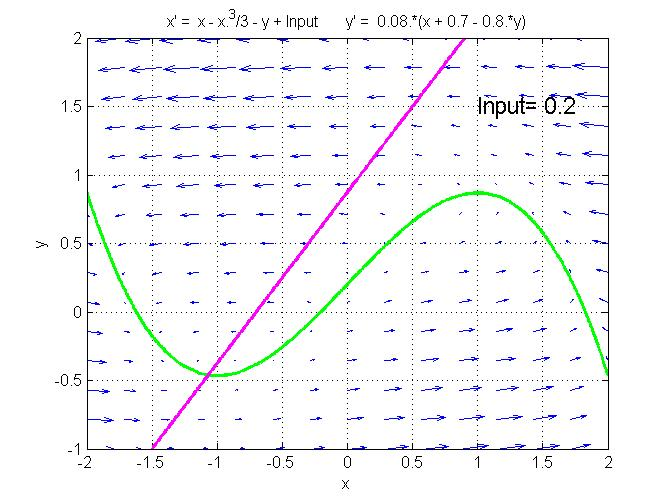 x' = x - x.^3/3 - y + Input y' = 0.08.*(x + 0.7 - 0.8.*y)
2
1.5
Input= 0.2
1
0.5
y
0
-0.5
-1
-2 -1.5 -1 -0.5 0 0.5 1 1.5 2
x